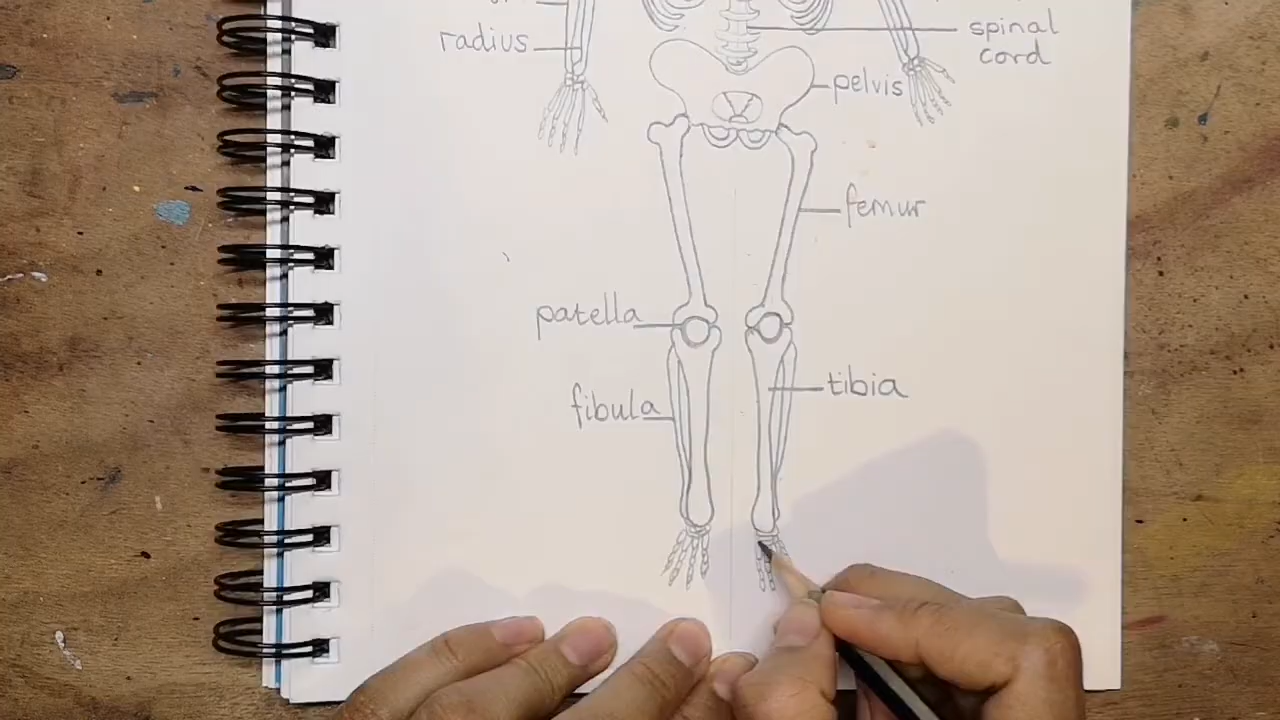 radius
spinal
cord
pelvis
femur
patella
tibia
fibula